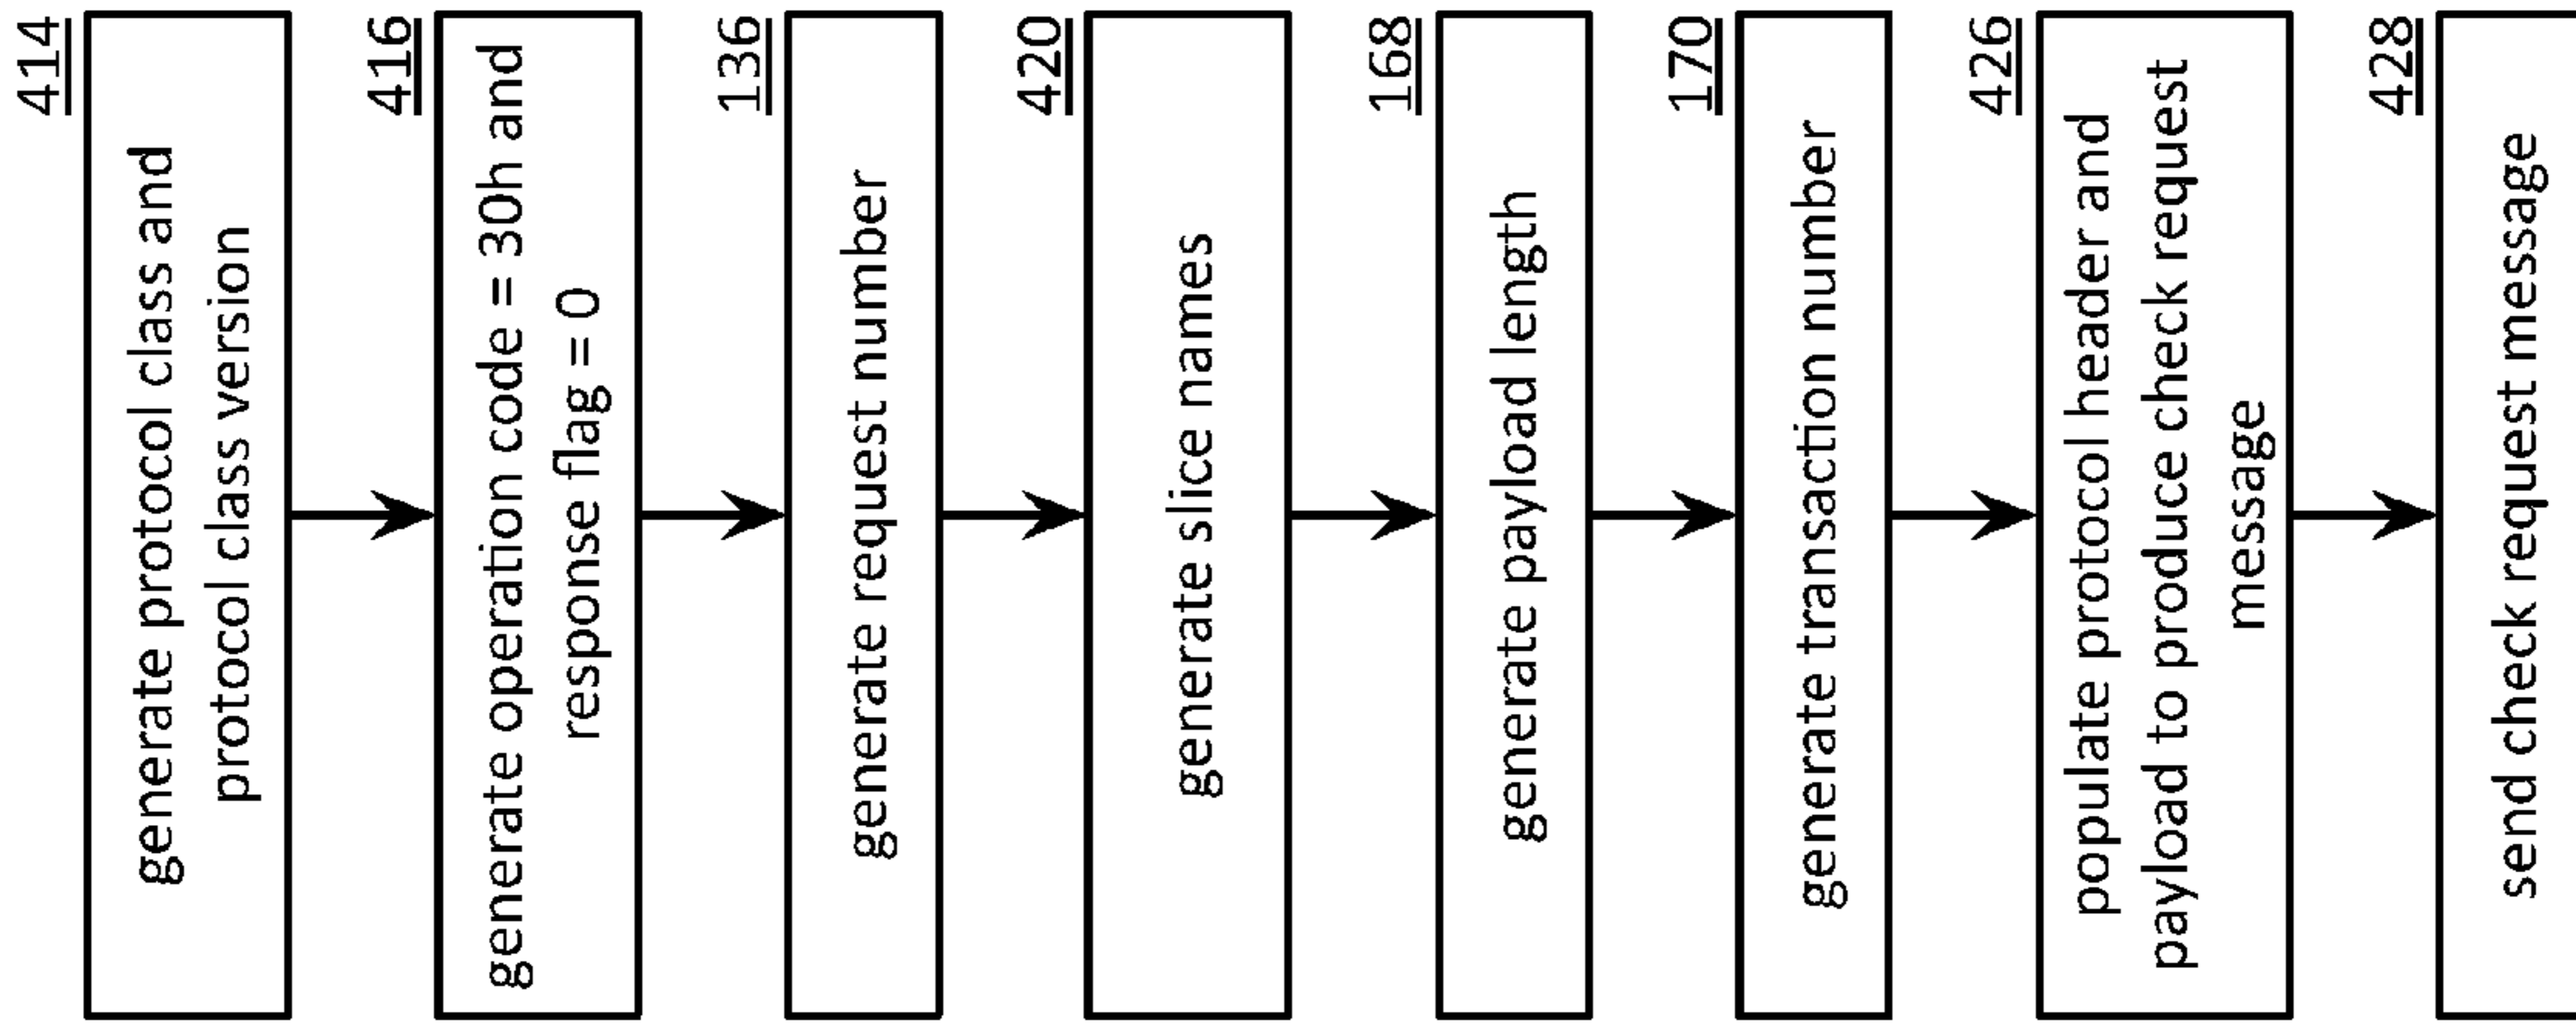 414
generate protocol class and
protocol class version
416
generate operation code = 30h and
response flag = 0
136
generate request number
420
generate slice names
168
generate payload length
170
generate transaction number
426
populate protocol header and
payload to produce check request
message
428
send check request message